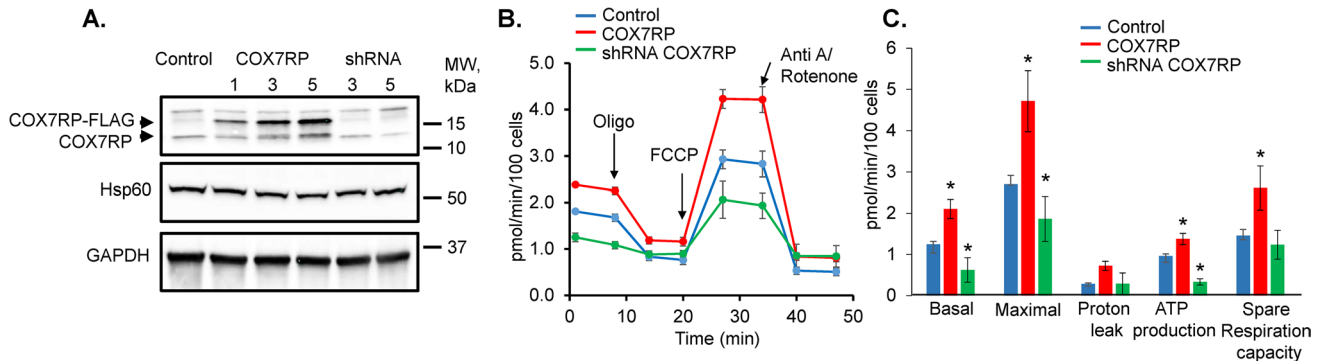 A.
Control COX7RP shRNA
1 3 5 3 5
MW,
kDa
COX7RP-FLAG
COX7RP
15
10
Hsp60
50
GAPDH
37
B.
Control
COX7RP
shRNA COX7RP
pmol/min/100 cells
5.0
4.0
3.0
2.0
1.0
0.0
Oligo
FCCP
Anti A/
Rotenone
0 10 20 30 40 50
Time (min)
C.
Control
COX7RP
shRNA COX7RP
pmol/min/100 cells
6
5
4
3
2
1
0
* * * * * * *
Basal
Maximal
Proton
leak
ATP
production
Spare
Respiration
capacity